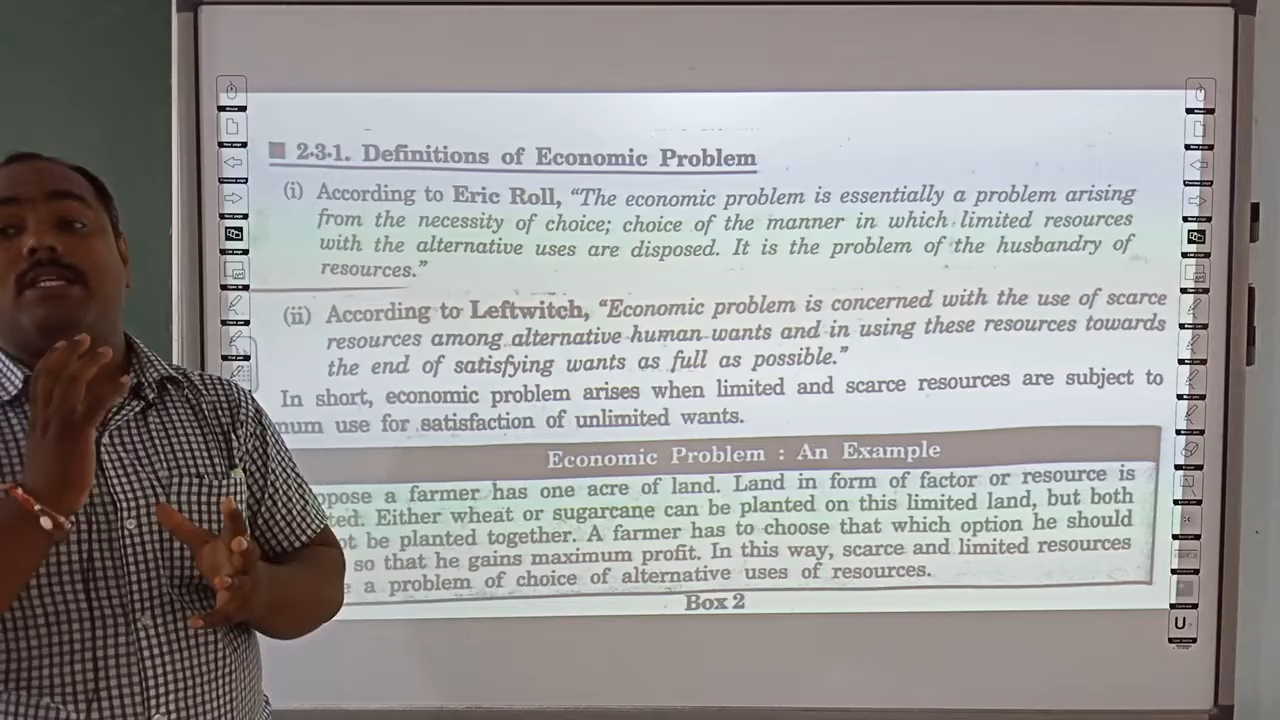 2·3·1. Definitions of Economic Problem
(i) According to Eric Roll, “The economic problem is essentially a problem arising
from the necessity of choice; choice of the manner in which limited resources
with the alternative uses are disposed. It is the problem of the husbandry of
resources.”
(ii) According to Leftwitch, “Economic problem is concerned with the use of scarce
resources among alternative human wants and in using these resources towards
the end of satisfying wants as full as possible.”
In short, economic problem arises when limited and scarce resources are subject to
num use for satisfaction of unlimited wants.
Economic Problem : An Example
pose a farmer has one acre of land. Land in form of factor or resource is
ted. Either wheat or sugarcane can be planted on this limited land, but both
ot be planted together. A farmer has to choose that which option he should
so that he gains maximum profit. In this way, scarce and limited resources
a problem of choice of alternative uses of resources.
Box 2